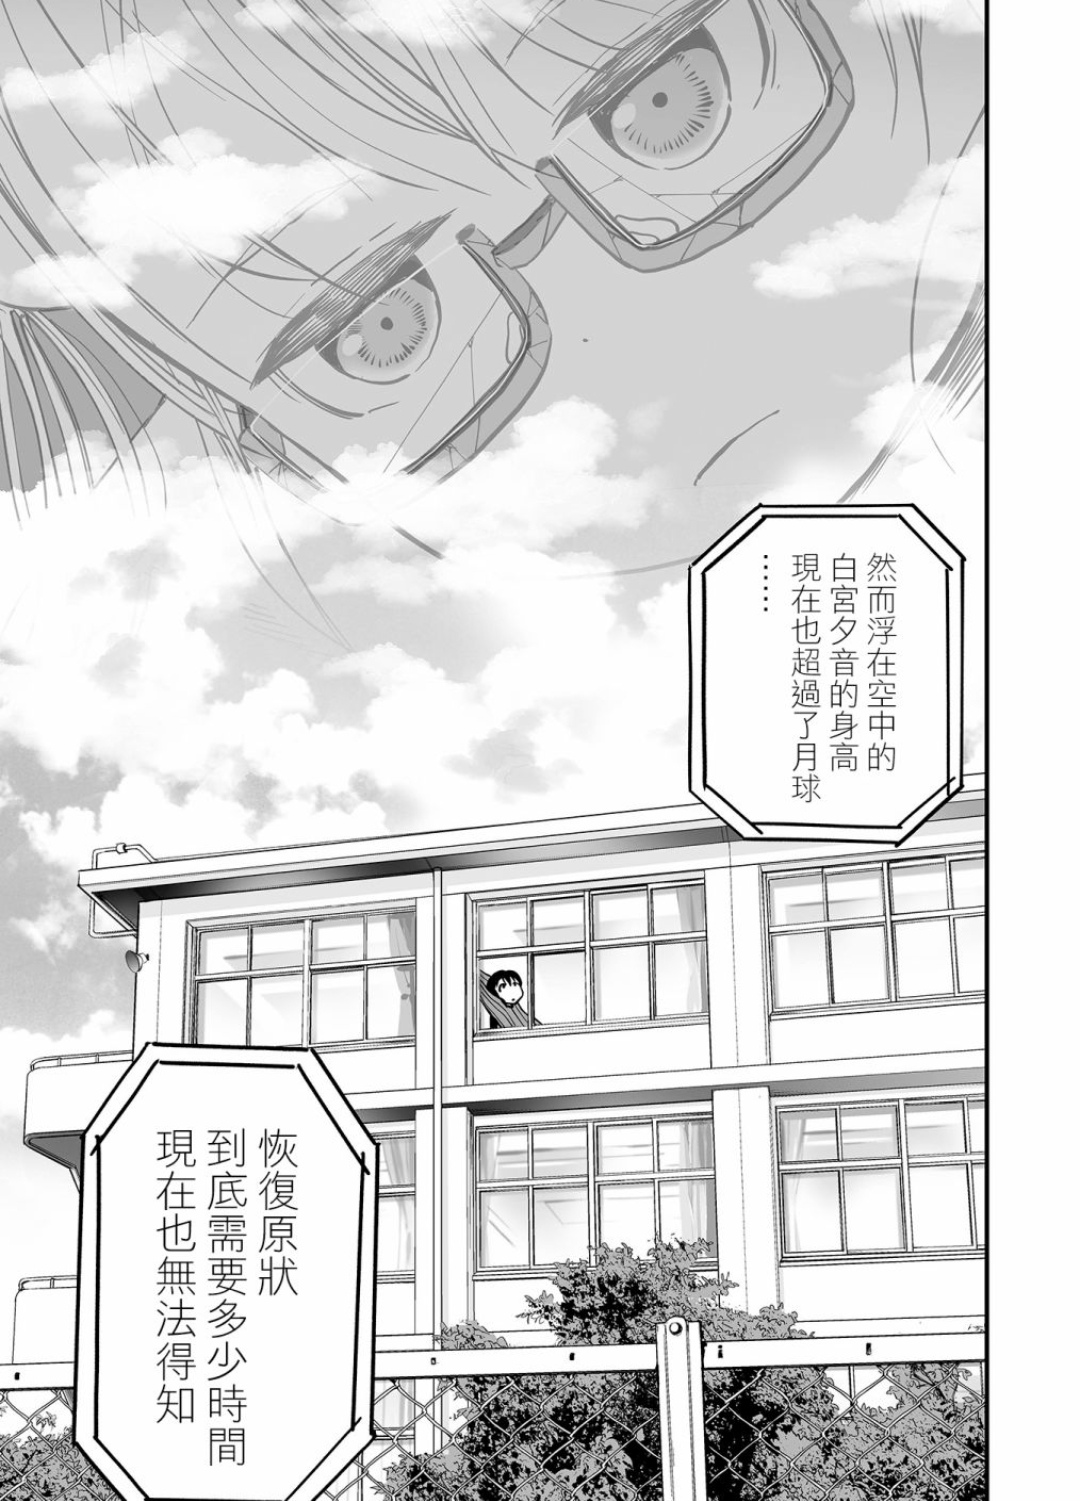 然而浮在空中的
白宮夕音的身高
現在也超過了月球
……
恢復原狀
到底需要多少時間
現在也無法得知